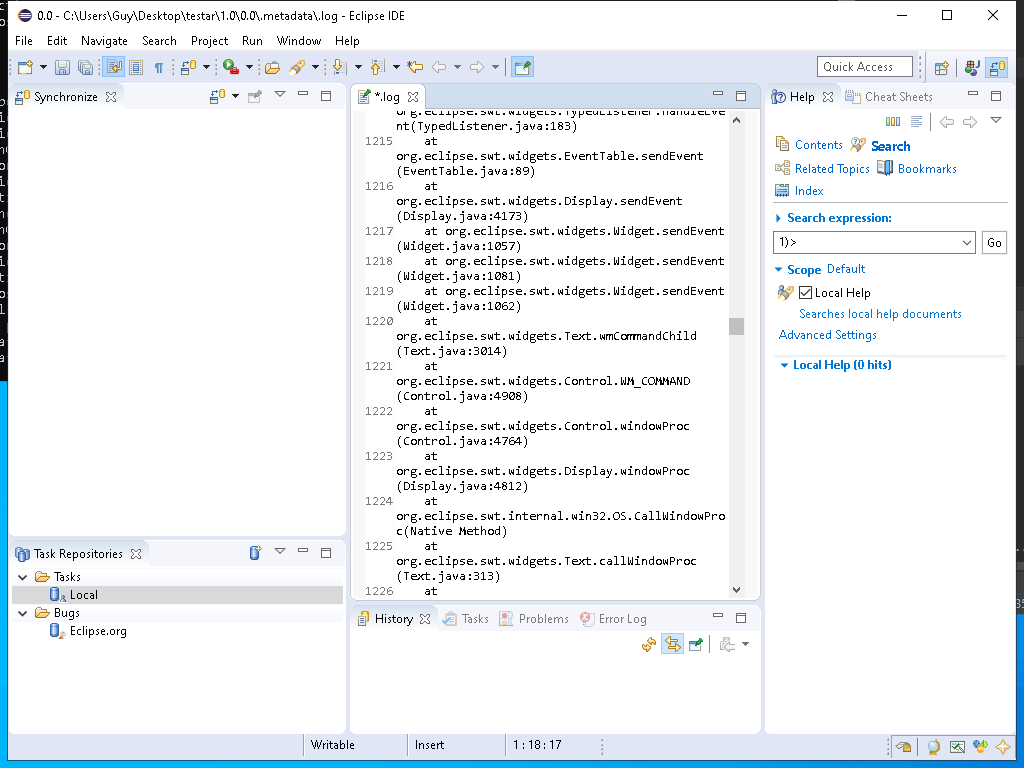 0.0 - C:\Users\Guy\Desktop\testar\1.0\0.0\.metadata\.log - Eclipse IDE
File Edit Navigate Search Project Run Window Help
Quick Access
Synchronize
*.log
org.eclipse.swt.widgets.TypedListener.handleEve
nt(TypedListener.java:183)
1215 at
org.eclipse.swt.widgets.EventTable.sendEvent
(EventTable.java:89)
1216 at
org.eclipse.swt.widgets.Display.sendEvent
(Display.java:4173)
1217 at org.eclipse.swt.widgets.Widget.sendEvent
(Widget.java:1057)
1218 at org.eclipse.swt.widgets.Widget.sendEvent
(Widget.java:1081)
1219 at org.eclipse.swt.widgets.Widget.sendEvent
(Widget.java:1062)
1220 at
org.eclipse.swt.widgets.Text.wmCommandChild
(Text.java:3014)
1221 at
org.eclipse.swt.widgets.Control.WM_COMMAND
(Control.java:4908)
1222 at
org.eclipse.swt.widgets.Control.windowProc
(Control.java:4764)
1223 at
org.eclipse.swt.widgets.Display.windowProc
(Display.java:4812)
1224 at
org.eclipse.swt.internal.win32.OS.CallWindowPro
c(Native Method)
1225 at
org.eclipse.swt.widgets.Text.callWindowProc
(Text.java:313)
1226 at
Help Cheat Sheets
Contents Search
Related Topics Bookmarks
Index
Search expression:
1)> Go
Scope Default
Local Help
Searches local help documents
Advanced Settings
Local Help (0 hits)
Task Repositories
Tasks
Local
Bugs
Eclipse.org
History Tasks Problems Error Log
Writable Insert 1:18:17